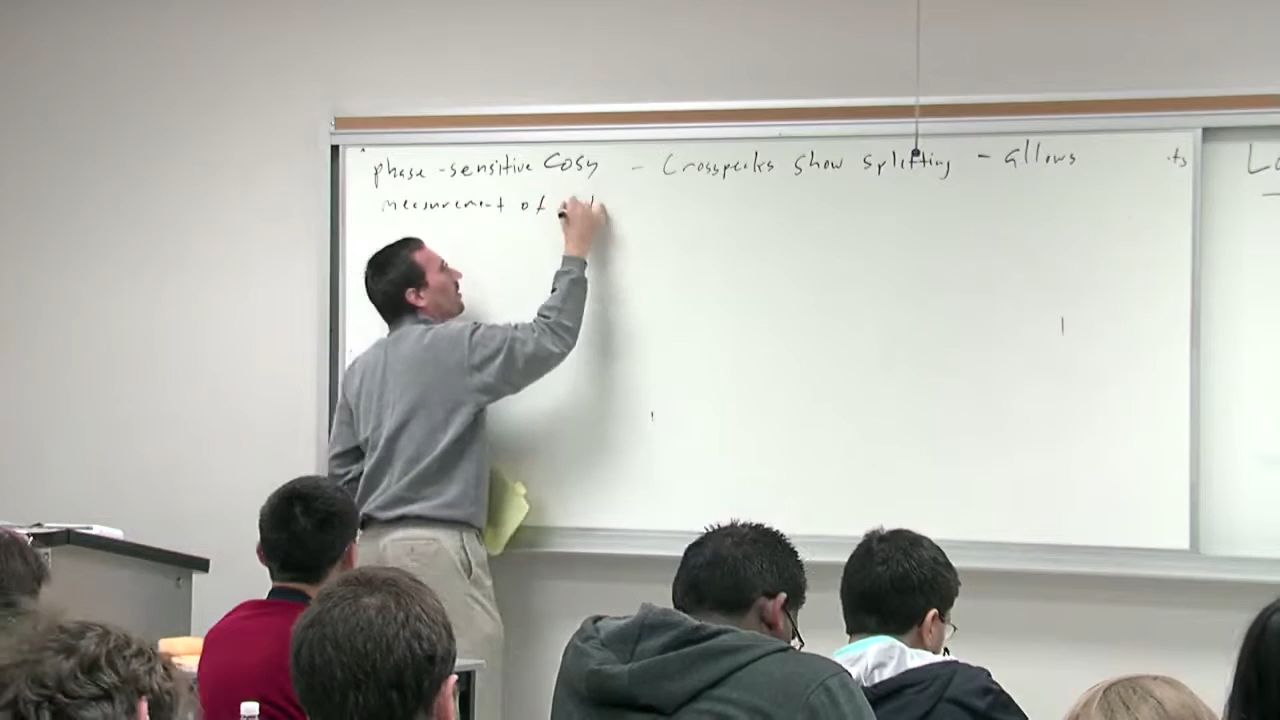 phase-sensitive COSY - Crosspeaks show splitting - allows
measurement of